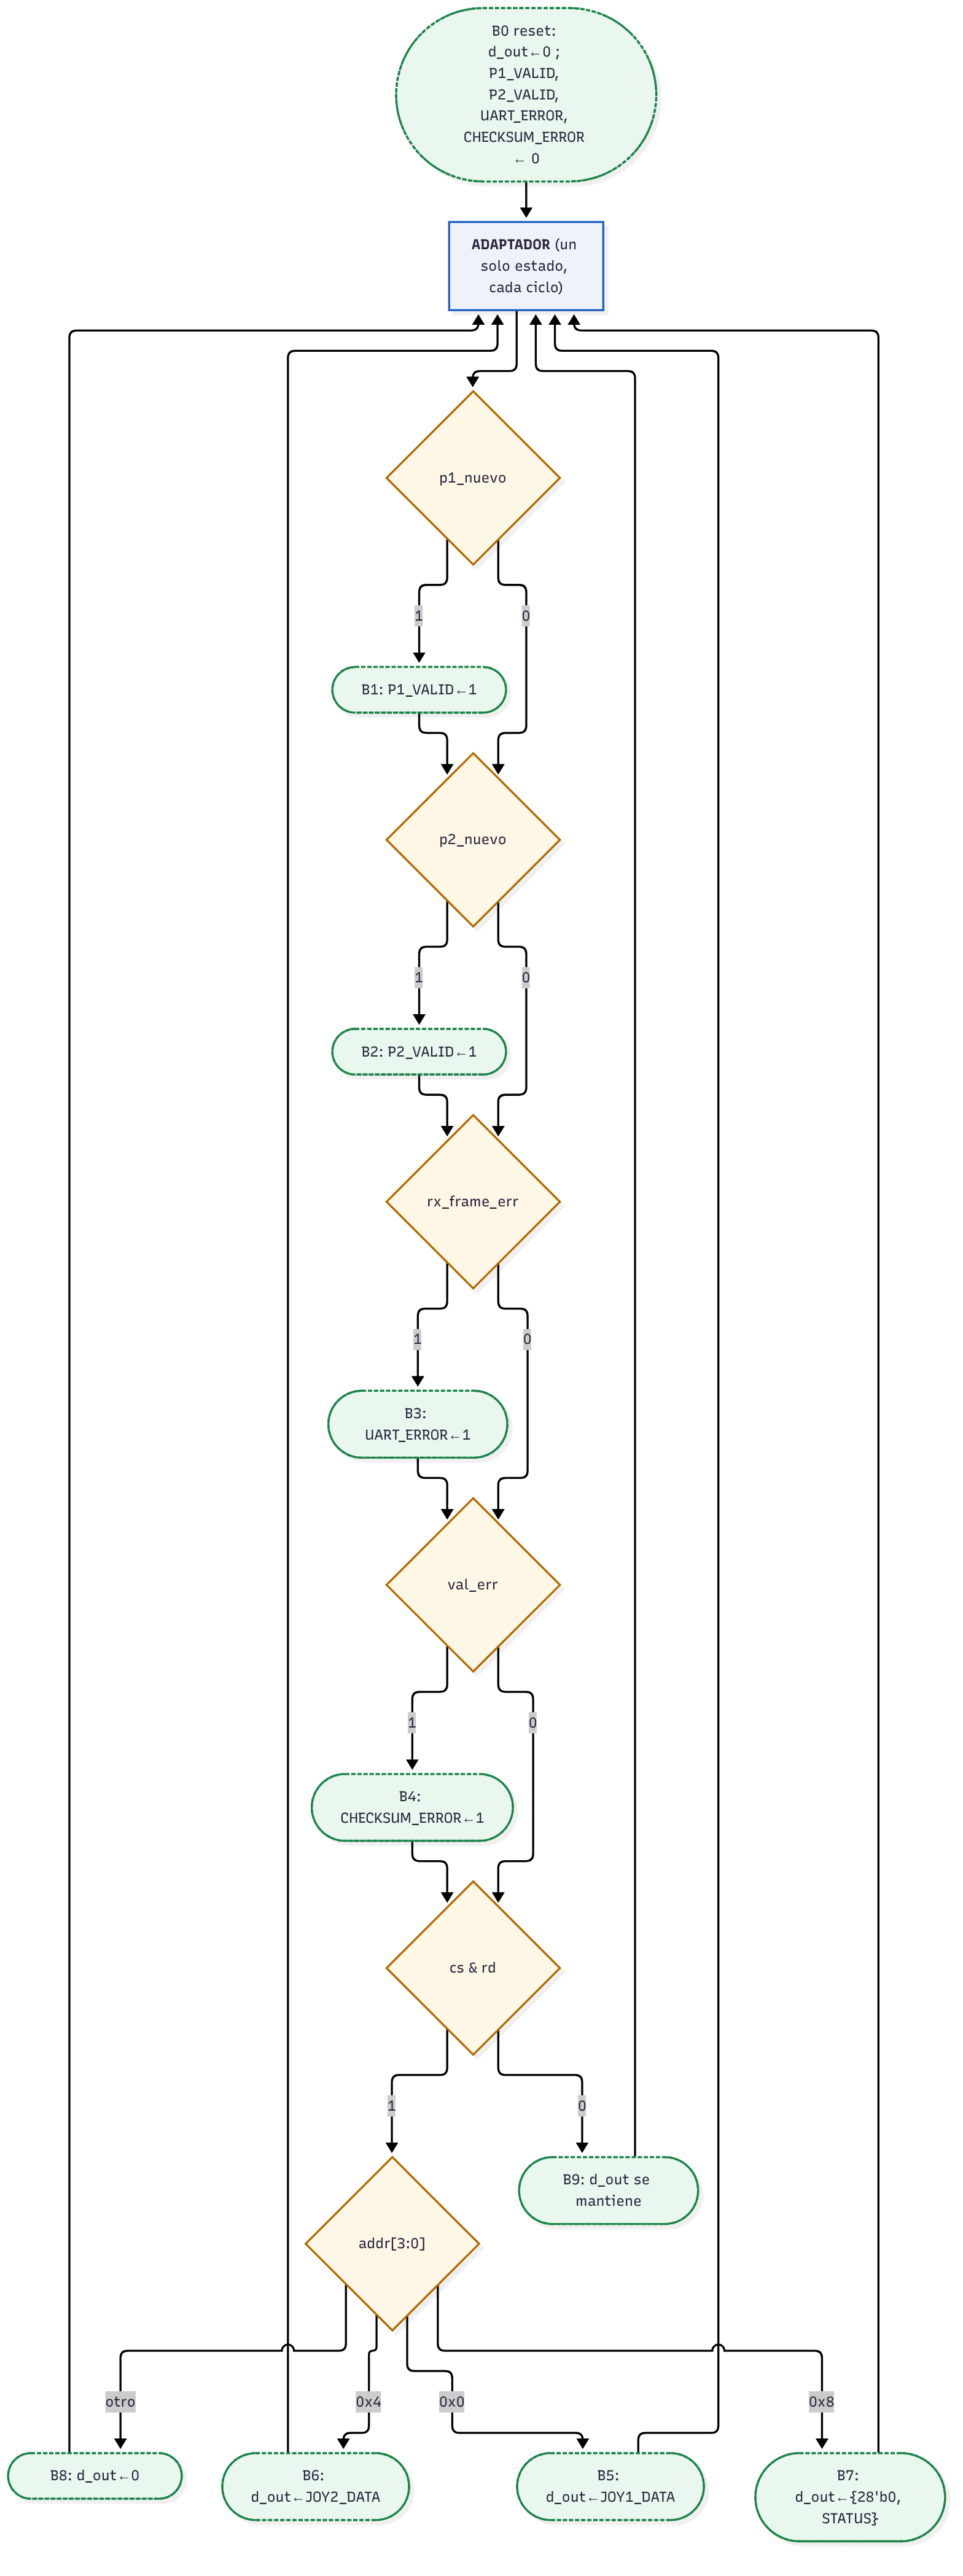 B0 reset:
d_out←0 ;
P1_VALID,
P2_VALID,
UART_ERROR,
CHECKSUM_ERROR
← 0
ADAPTADOR (un
solo estado,
cada ciclo)
p1_nuevo
1
0
B1: P1_VALID←1
p2_nuevo
1
0
B2: P2_VALID←1
rx_frame_err
1
0
B3:
UART_ERROR←1
val_err
1
0
B4:
CHECKSUM_ERROR←1
cs & rd
1
0
B9: d_out se
mantiene
addr[3:0]
otro
0x4
0x0
0x8
B8: d_out←0
B6:
d_out←JOY2_DATA
B5:
d_out←JOY1_DATA
B7:
d_out←{28'b0,
STATUS}